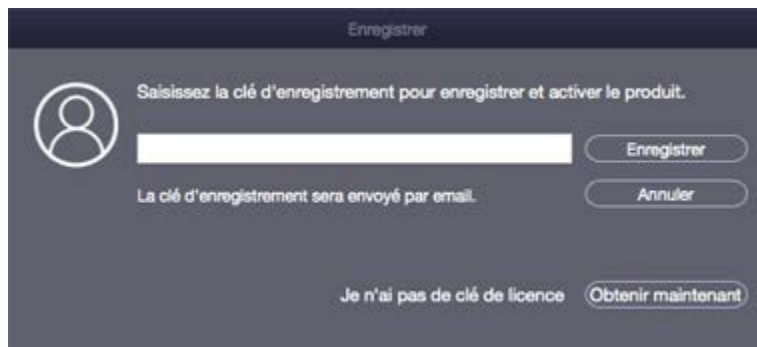 Enregistrer
Saisissez la clé d'enregistrement pour enregistrer et activer le produit.
Enregistrer
La clé d'enregistrement sera envoyé par email.
Annuler
Je n'ai pas de clé de licence
Obtenir maintenant